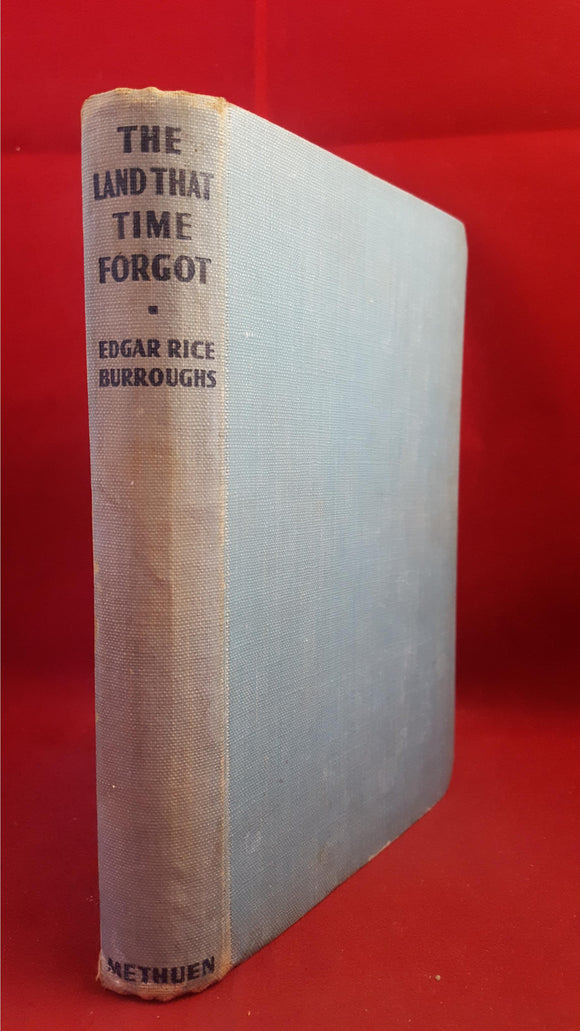 THE
LAND THAT
TIME
FORGOT
EDGAR RICE
BURROUGHS
METHUEN